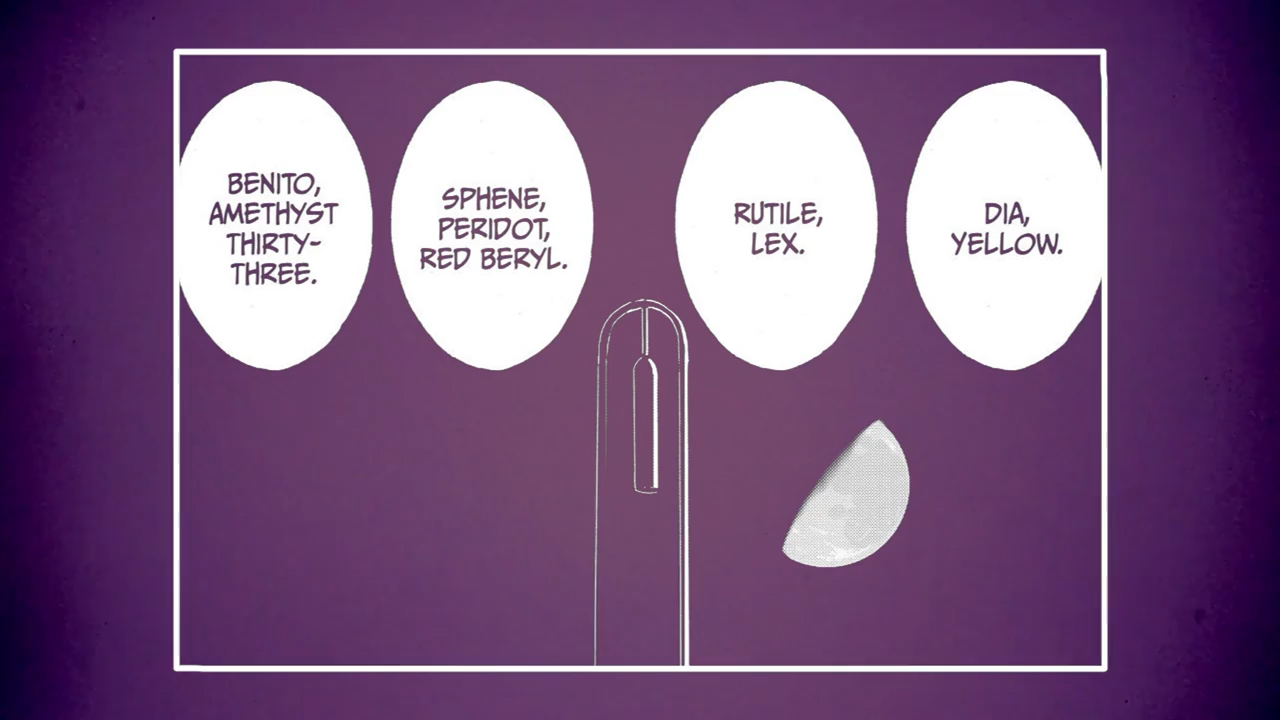 DIA,
YELLOW.
RUTILE,
LEX.
SPHENE,
PERIDOT,
RED BERYL.
BENITO,
AMETHYST
THIRTY-
THREE.